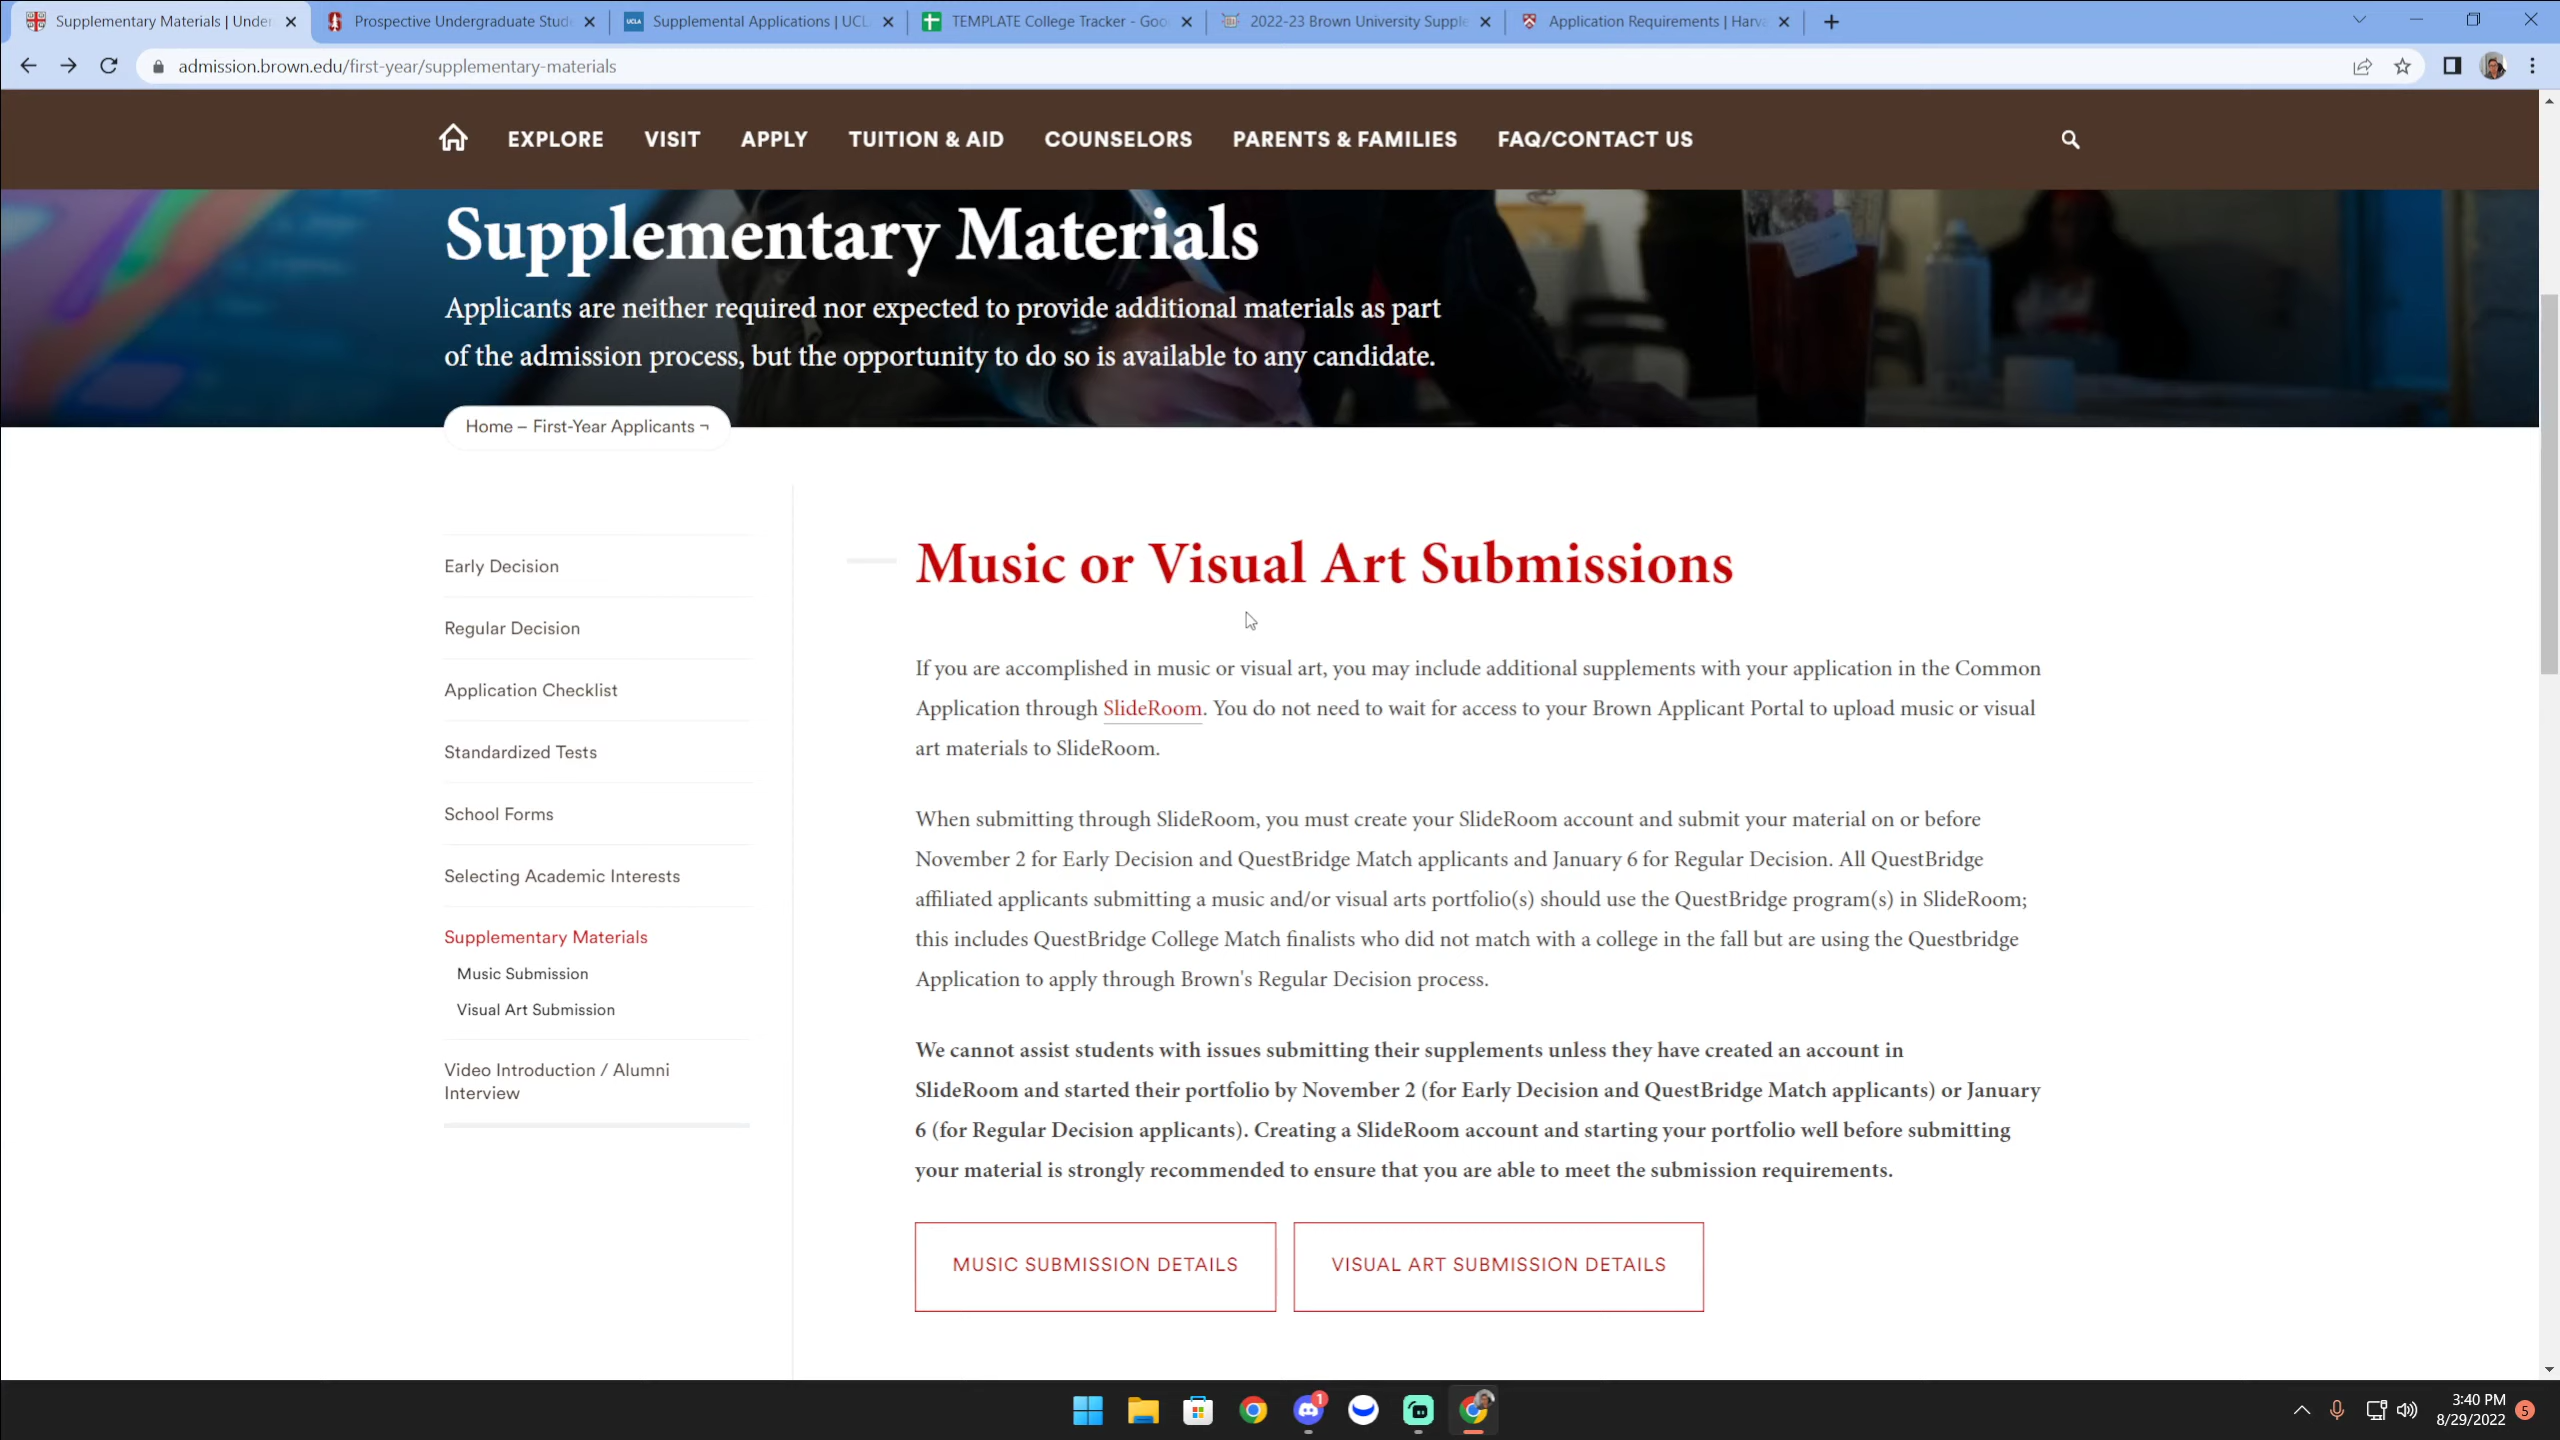 Supplementary Materials | Under
Prospective Undergraduate Stud
UCLA
Supplemental Applications | UCL
TEMPLATE College Tracker - Goo
2022-23 Brown University Supple
Application Requirements | Harva
admission.brown.edu/first-year/supplementary-materials
EXPLORE
VISIT
APPLY
TUITION & AID
COUNSELORS
PARENTS & FAMILIES
FAQ/CONTACT US
Supplementary Materials
Applicants are neither required nor expected to provide additional materials as part
of the admission process, but the opportunity to do so is available to any candidate.
Home – First-Year Applicants ¬
Early Decision
Regular Decision
Application Checklist
Standardized Tests
School Forms
Selecting Academic Interests
Supplementary Materials
Music Submission
Visual Art Submission
Video Introduction / Alumni
Interview
Music or Visual Art Submissions
If you are accomplished in music or visual art, you may include additional supplements with your application in the Common
Application through SlideRoom. You do not need to wait for access to your Brown Applicant Portal to upload music or visual
art materials to SlideRoom.
When submitting through SlideRoom, you must create your SlideRoom account and submit your material on or before
November 2 for Early Decision and QuestBridge Match applicants and January 6 for Regular Decision. All QuestBridge
affiliated applicants submitting a music and/or visual arts portfolio(s) should use the QuestBridge program(s) in SlideRoom;
this includes QuestBridge College Match finalists who did not match with a college in the fall but are using the Questbridge
Application to apply through Brown's Regular Decision process.
We cannot assist students with issues submitting their supplements unless they have created an account in
SlideRoom and started their portfolio by November 2 (for Early Decision and QuestBridge Match applicants) or January
6 (for Regular Decision applicants). Creating a SlideRoom account and starting your portfolio well before submitting
your material is strongly recommended to ensure that you are able to meet the submission requirements.
MUSIC SUBMISSION DETAILS
VISUAL ART SUBMISSION DETAILS
1
3:40 PM
8/29/2022
5